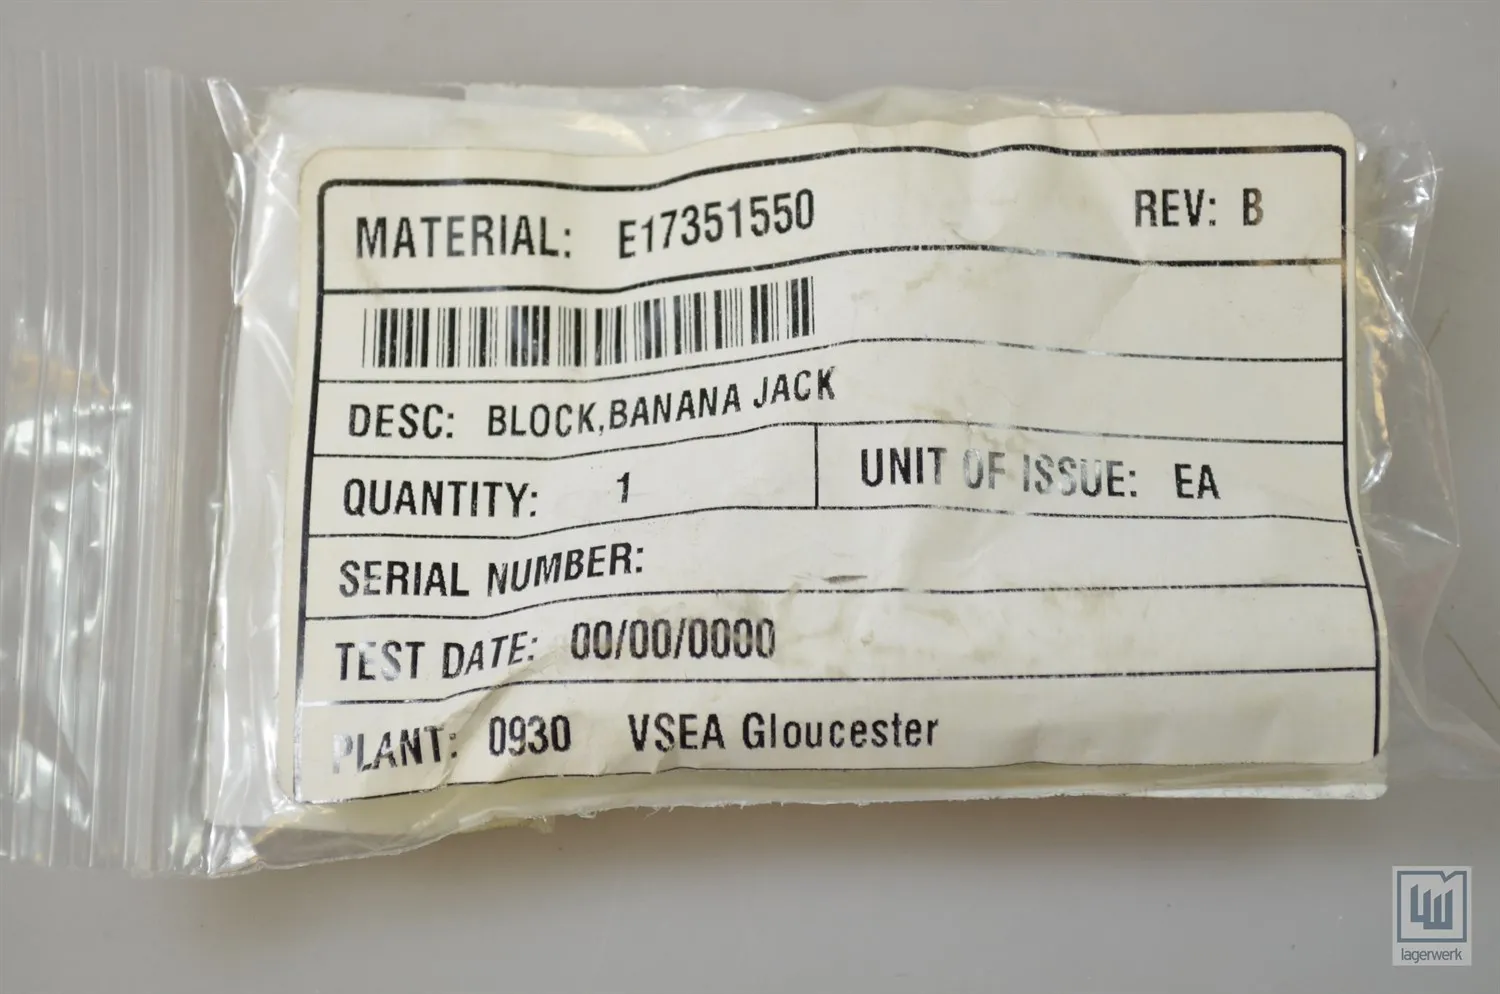 MATERIAL: E17351550 REV: B
DESC: BLOCK,BANANA JACK
QUANTITY: 1 UNIT OF ISSUE: EA
SERIAL NUMBER:
TEST DATE: 00/00/0000
PLANT: 0930 VSEA Gloucester
lagerwerk